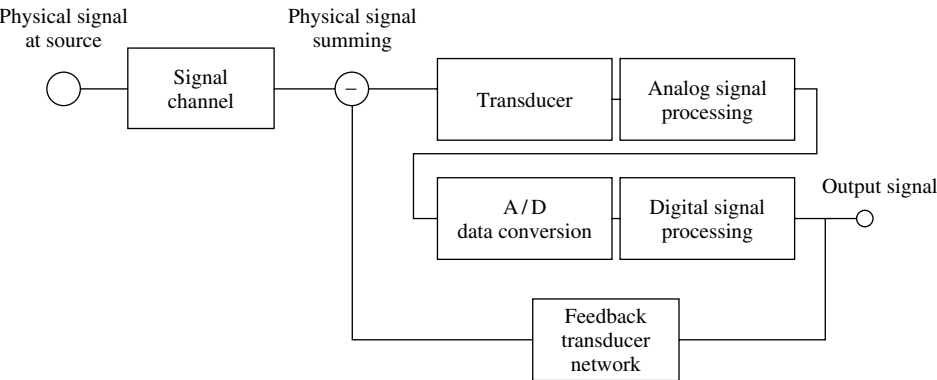 Physical signal
at source
Physical signal
summing
Signal
channel
−
Transducer
Analog signal
processing
A/D
data conversion
Digital signal
processing
Output signal
Feedback
transducer
network